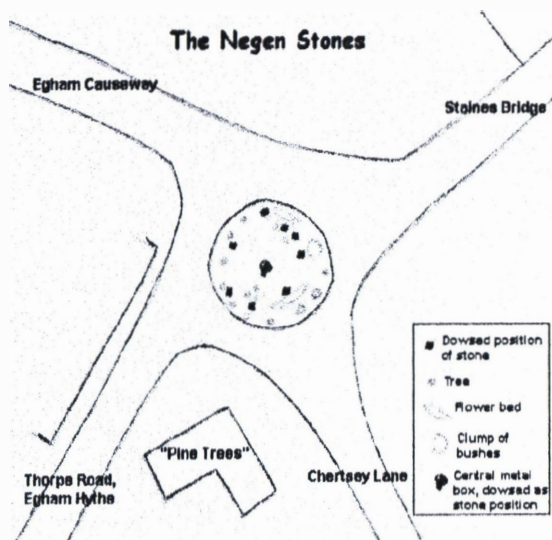 The Negen Stones
Egham Causeway
Staines Bridge
Dowsed position
of stone
Tree
Flower bed
Clump of
bushes
Central metal
box, dowsed as
stone position
"Pine Trees"
Thorpe Road,
Egham Hythe
Chertsey Lane